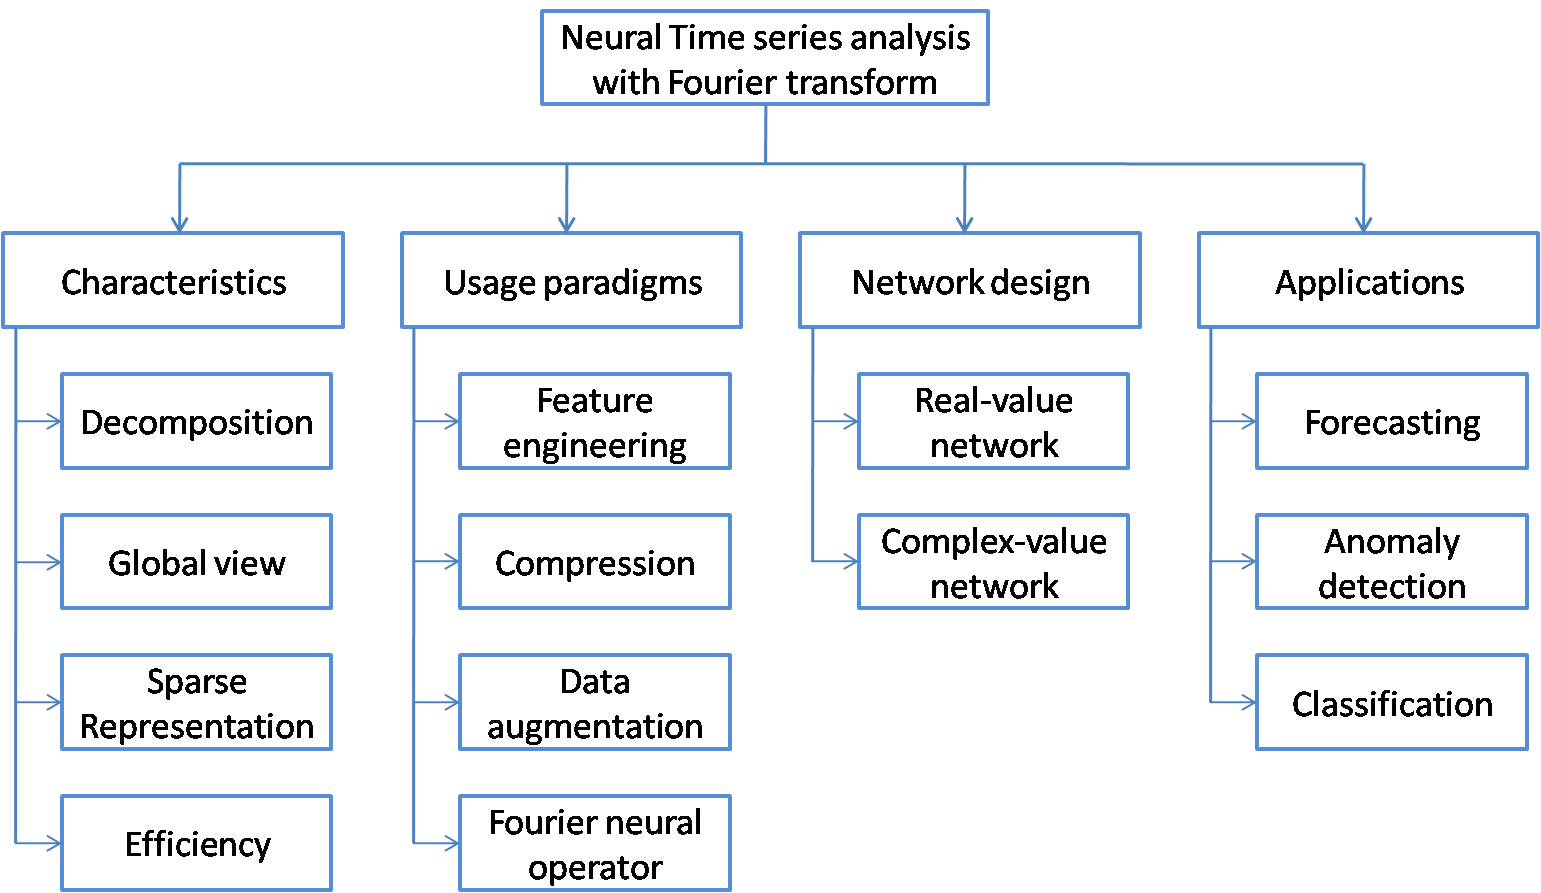 Neural Time series analysis
with Fourier transform
Characteristics
Decomposition
Global view
Sparse
Representation
Efficiency
Usage paradigms
Feature
engineering
Compression
Data
augmentation
Fourier neural
operator
Network design
Real-value
network
Complex-value
network
Applications
Forecasting
Anomaly
detection
Classification